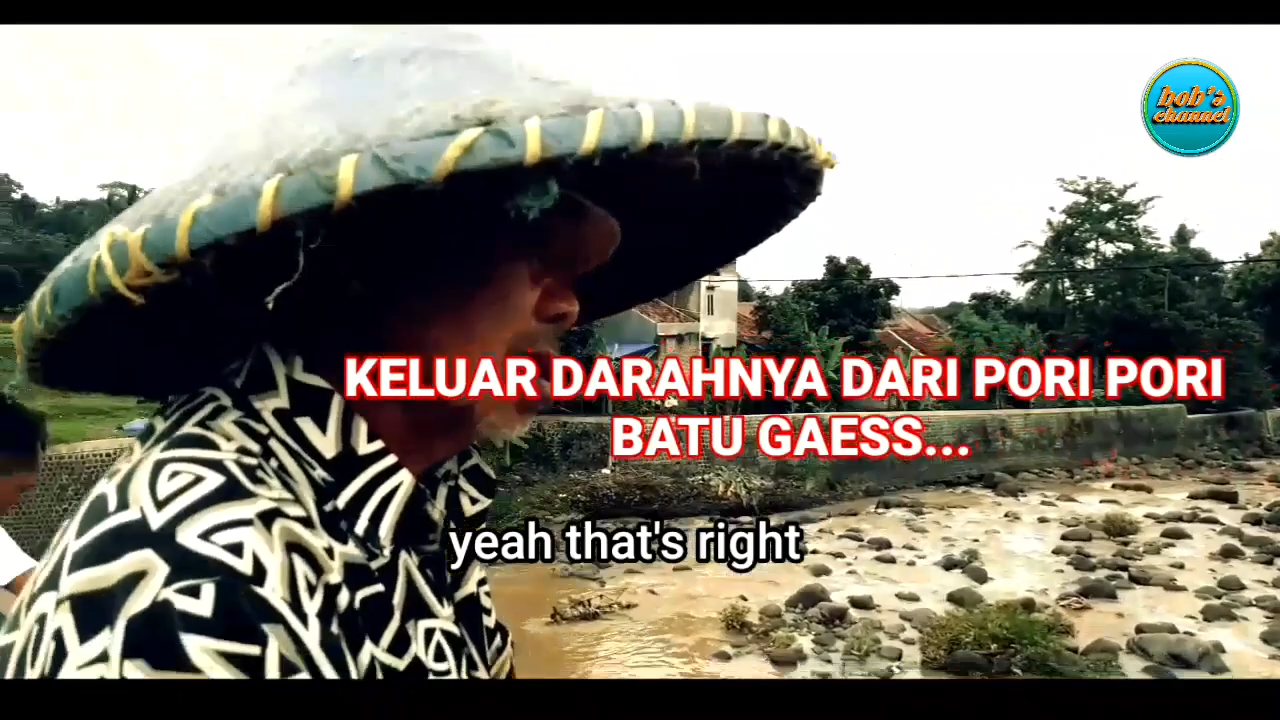 bob's
channel
KELUAR DARAHNYA DARI PORI PORI
BATU GAESS...
yeah that's right